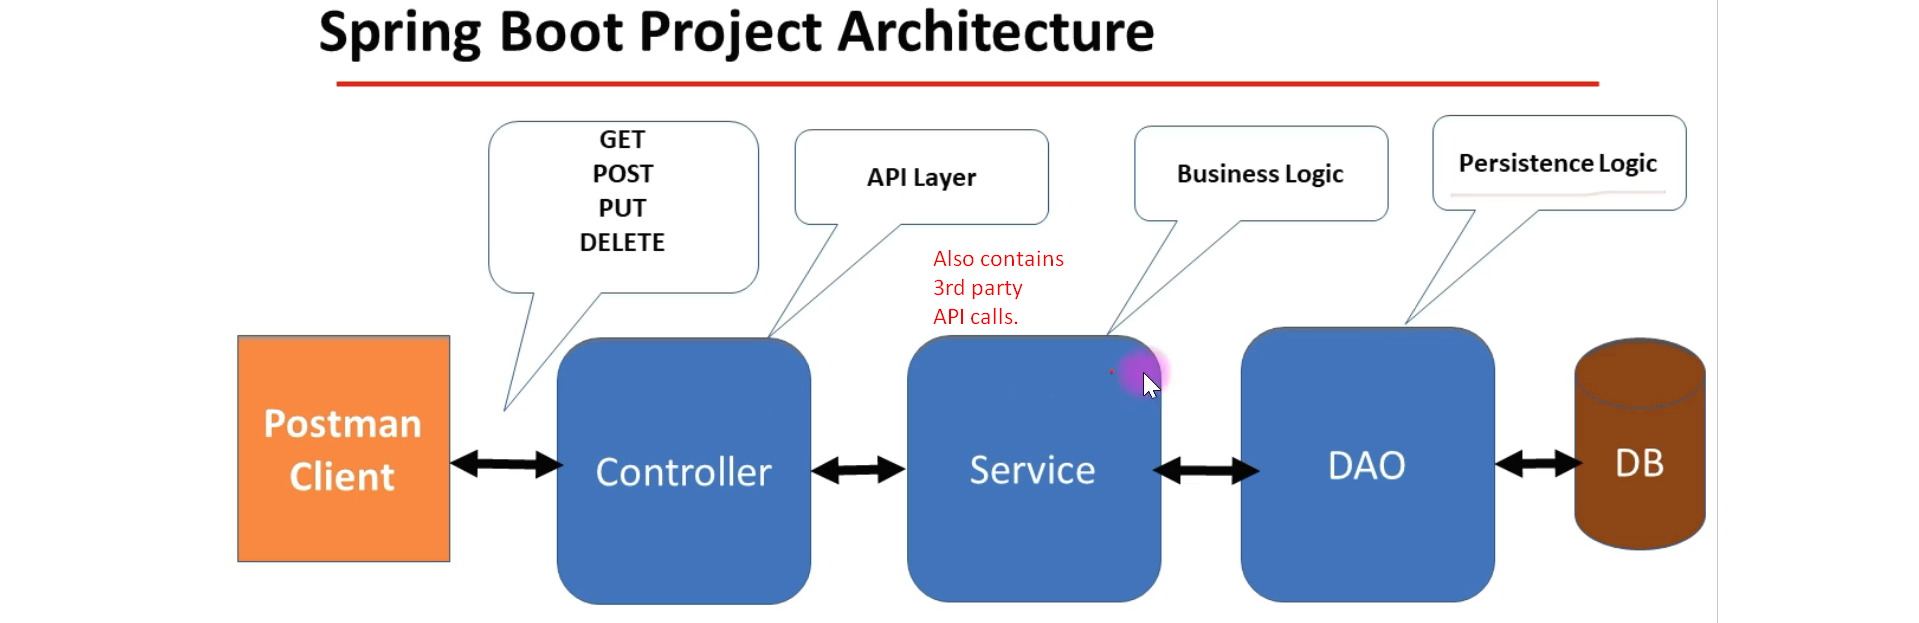 Spring Boot Project Architecture
GET
POST
PUT
DELETE
API Layer
Business Logic
Persistence Logic
Also contains
3rd party
API calls.
Postman
Client
Controller
Service
DAO
DB